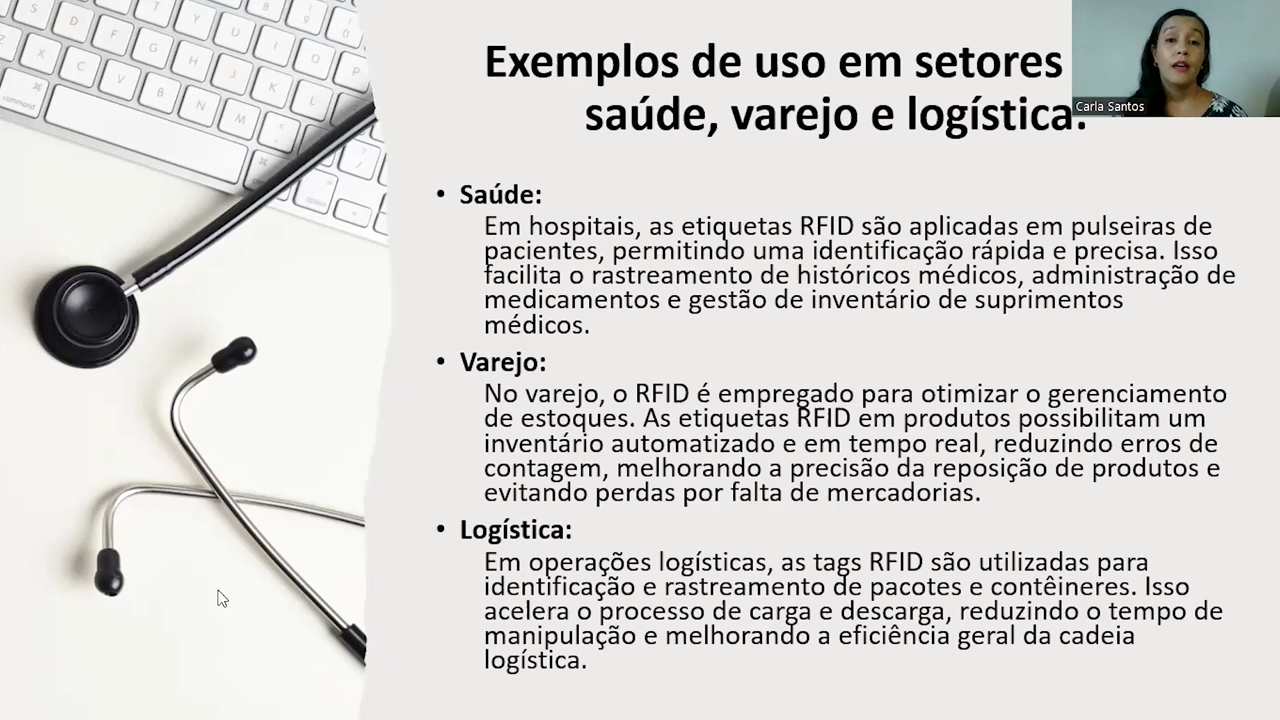 Exemplos de uso em setores
saúde, varejo e logística.
Carla Santos
• Saúde:
Em hospitais, as etiquetas RFID são aplicadas em pulseiras de
pacientes, permitindo uma identificação rápida e precisa. Isso
facilita o rastreamento de históricos médicos, administração de
medicamentos e gestão de inventário de suprimentos
médicos.
• Varejo:
No varejo, o RFID é empregado para otimizar o gerenciamento
de estoques. As etiquetas RFID em produtos possibilitam um
inventário automatizado e em tempo real, reduzindo erros de
contagem, melhorando a precisão da reposição de produtos e
evitando perdas por falta de mercadorias.
• Logística:
Em operações logísticas, as tags RFID são utilizadas para
identificação e rastreamento de pacotes e contêineres. Isso
acelera o processo de carga e descarga, reduzindo o tempo de
manipulação e melhorando a eficiência geral da cadeia
logística.
S
D
F
G
H
J
K
L
Y
U
I
O
P
Z
X
C
V
B
N
M
command
option